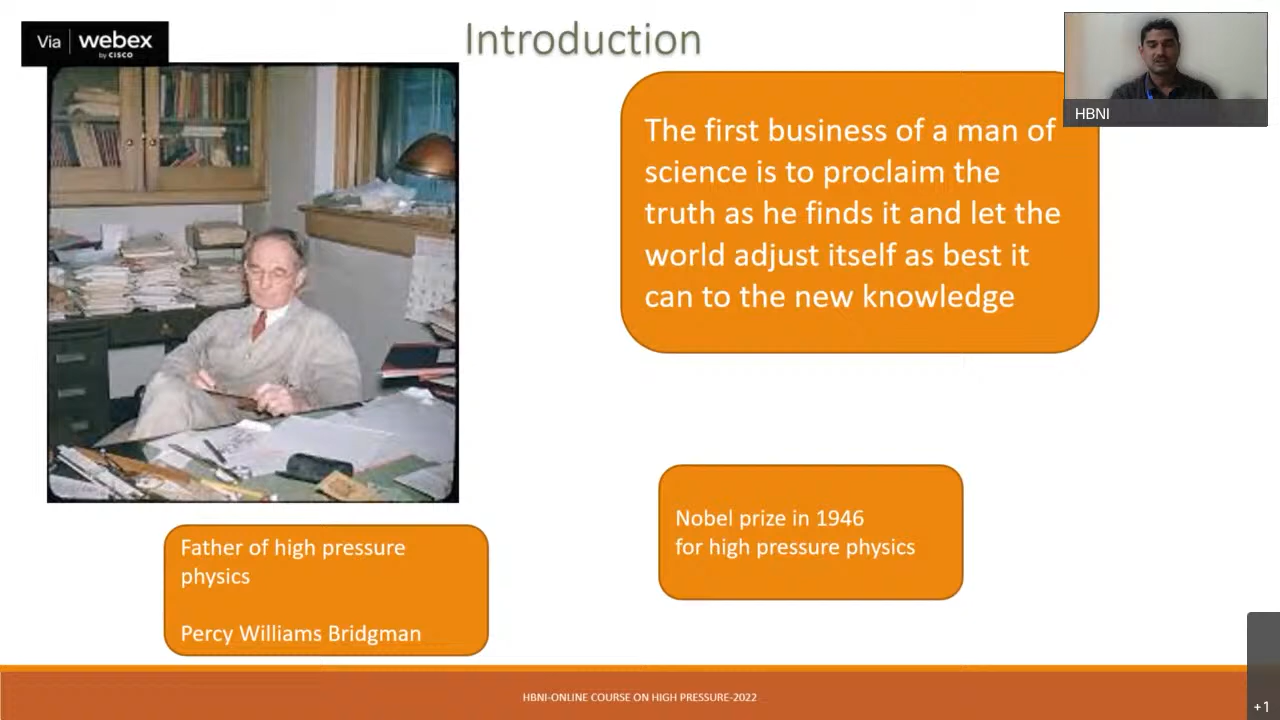 Via webex
by CISCO
Introduction
HBNI
The first business of a man of
science is to proclaim the
truth as he finds it and let the
world adjust itself as best it
can to the new knowledge
Nobel prize in 1946
for high pressure physics
Father of high pressure
physics
Percy Williams Bridgman
HBNI-ONLINE COURSE ON HIGH PRESSURE-2022
+1